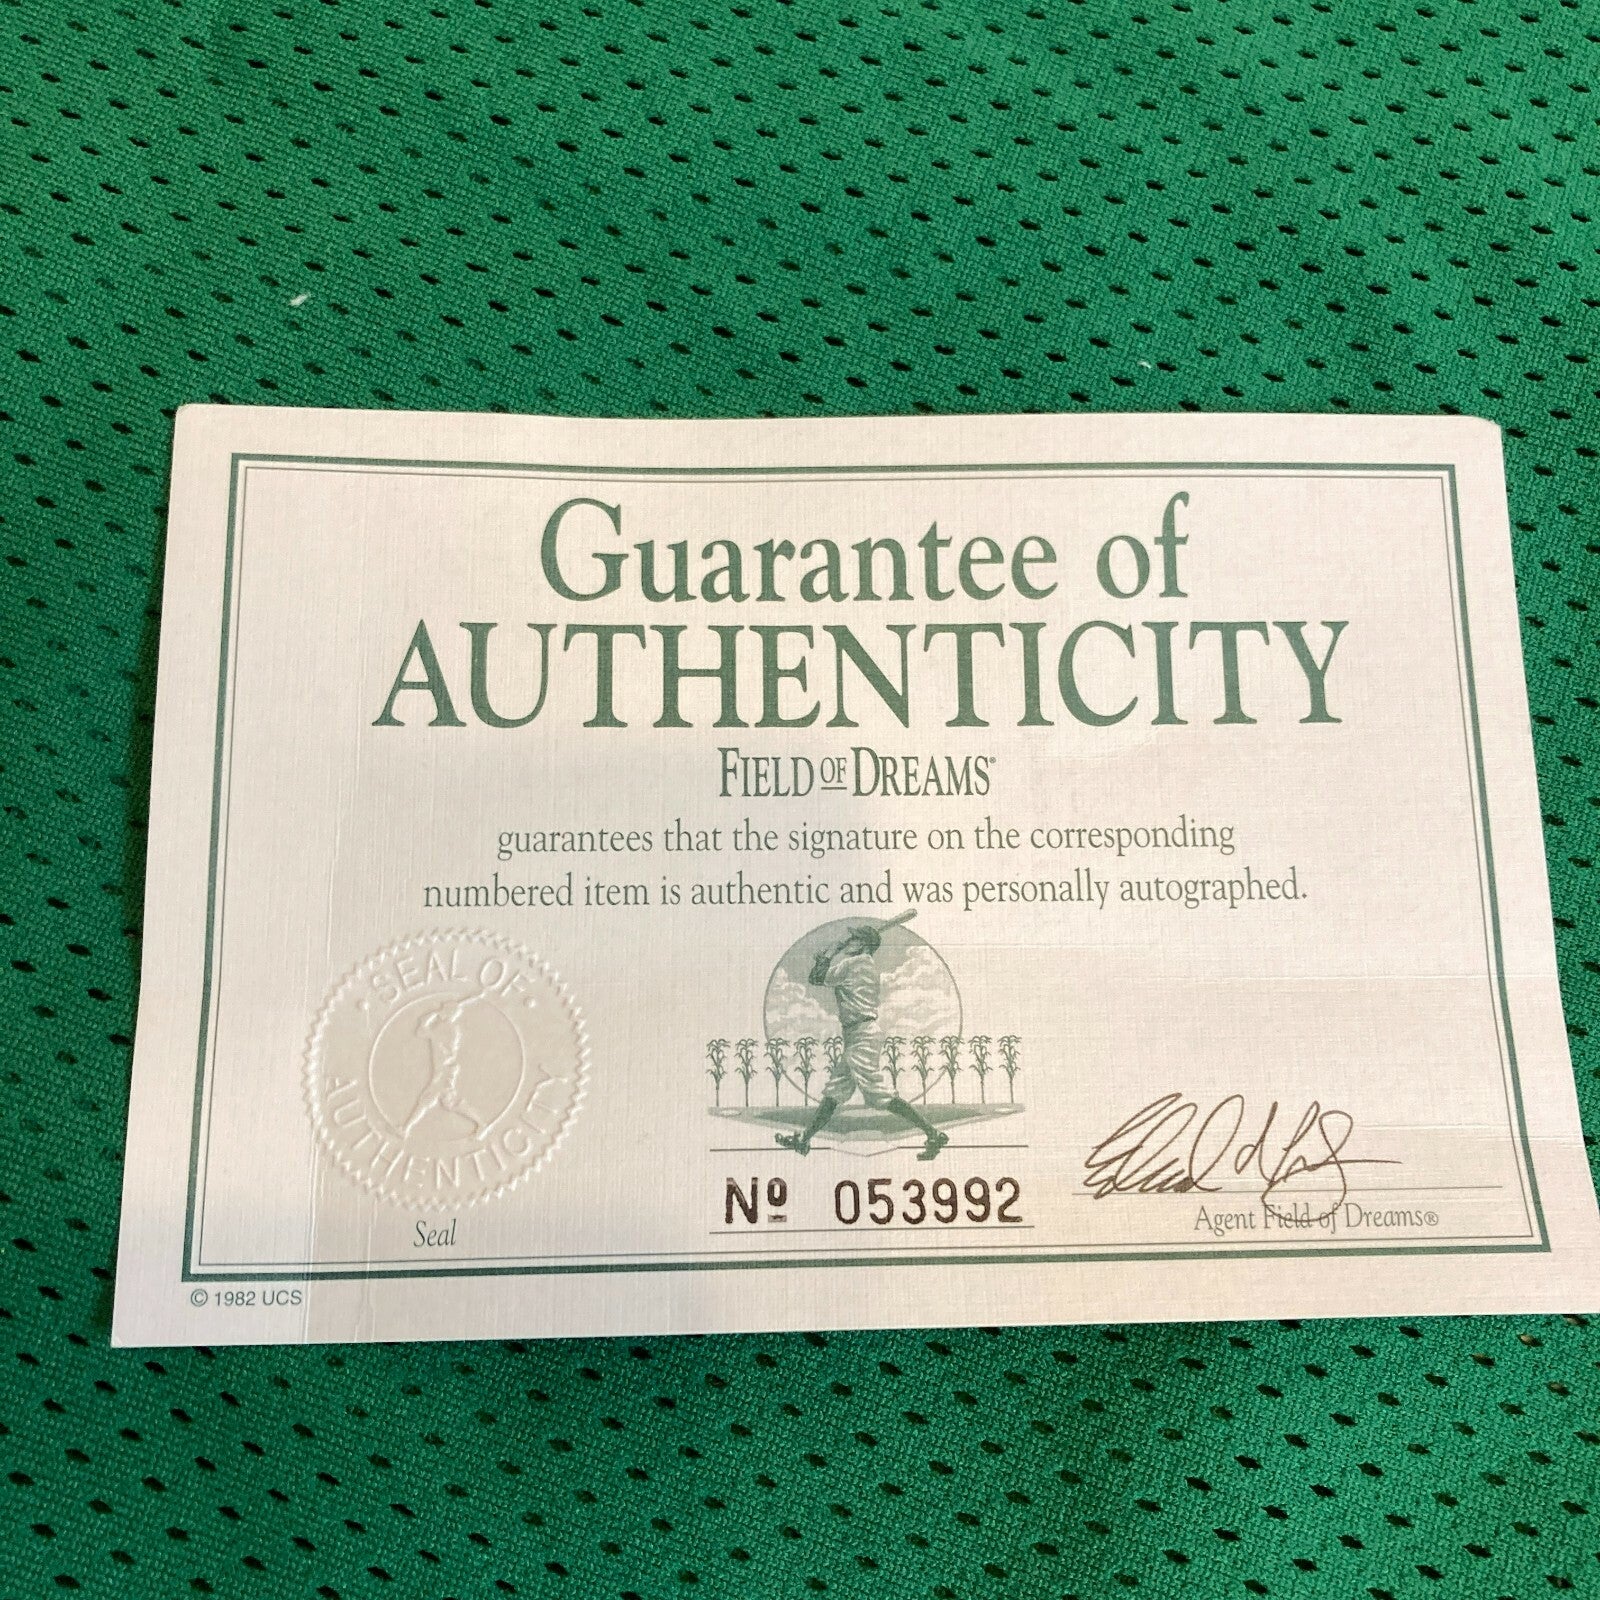 Guarantee of
AUTHENTICITY
FIELD OF DREAMS®
guarantees that the signature on the corresponding
numbered item is authentic and was personally autographed.
SEAL OF
AUTHENTICITY
Seal
Nº 053992
Agent Field of Dreams®
© 1982 UCS